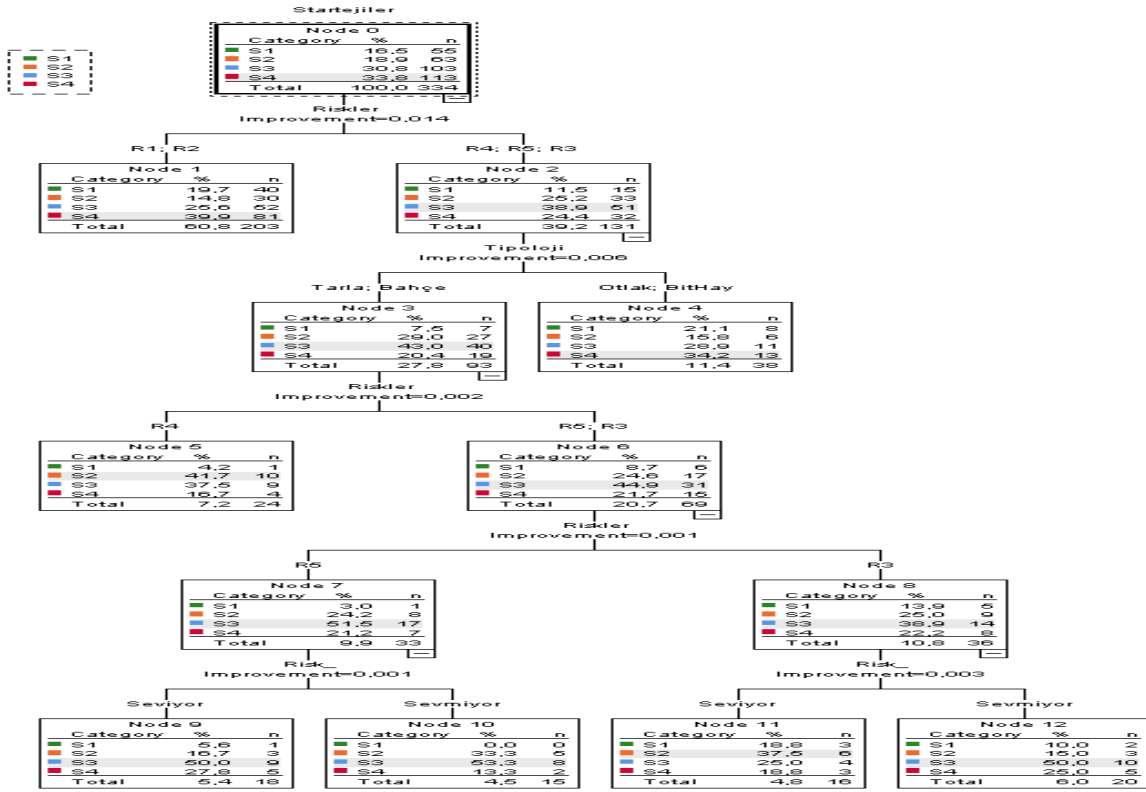 Startejiler
Node 0
Category % n
S1 16,5 55
S2 18,9 63
S3 30,8 103
S4 33,8 113
Total 100,0 334
S1
S2
S3
S4
Riskler
Improvement=0,014
R1; R2
R4; R5; R3
Node 1
Category % n
S1 19,7 40
S2 14,8 30
S3 25,6 52
S4 39,9 81
Total 60,8 203
Node 2
Category % n
S1 11,5 15
S2 25,2 33
S3 38,9 51
S4 24,4 32
Total 39,2 131
Tipoloji
Improvement=0,006
Tarla; Bahçe
Otlak; BitHay
Node 3
Category % n
S1 7,5 7
S2 29,0 27
S3 43,0 40
S4 20,4 19
Total 27,8 93
Node 4
Category % n
S1 21,1 8
S2 15,8 6
S3 28,9 11
S4 34,2 13
Total 11,4 38
Riskler
Improvement=0,002
R4
R5; R3
Node 5
Category % n
S1 4,2 1
S2 41,7 10
S3 37,5 9
S4 16,7 4
Total 7,2 24
Node 6
Category % n
S1 8,7 6
S2 24,6 17
S3 44,9 31
S4 21,7 15
Total 20,7 69
Riskler
Improvement=0,001
R5
R3
Node 7
Category % n
S1 3,0 1
S2 24,2 8
S3 51,5 17
S4 21,2 7
Total 9,9 33
Node 8
Category % n
S1 13,9 5
S2 25,0 9
S3 38,9 14
S4 22,2 8
Total 10,8 36
Risk_
Improvement=0,001
Risk_
Improvement=0,003
Seviyor
Sevmiyor
Seviyor
Sevmiyor
Node 9
Category % n
S1 5,6 1
S2 16,7 3
S3 50,0 9
S4 27,8 5
Total 5,4 18
Node 10
Category % n
S1 0,0 0
S2 33,3 5
S3 53,3 8
S4 13,3 2
Total 4,5 15
Node 11
Category % n
S1 18,8 3
S2 37,5 6
S3 25,0 4
S4 18,8 3
Total 4,8 16
Node 12
Category % n
S1 10,0 2
S2 15,0 3
S3 50,0 10
S4 25,0 5
Total 6,0 20